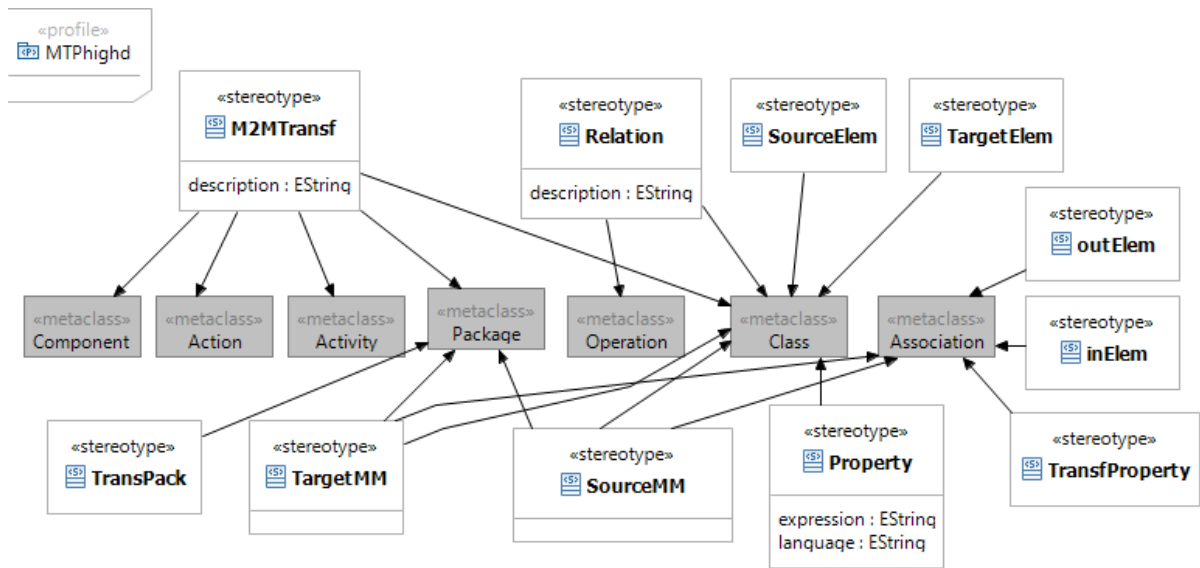 «profile»
MTPhighd
«stereotype»
M2MTransf
description : EString
«stereotype»
Relation
description : EString
«stereotype»
SourceElem
«stereotype»
TargetElem
«stereotype»
outElem
«metaclass»
Component
«metaclass»
Action
«metaclass»
Activity
«metaclass»
Package
«metaclass»
Operation
«metaclass»
Class
«metaclass»
Association
«stereotype»
inElem
«stereotype»
TransPack
«stereotype»
TargetMM
«stereotype»
SourceMM
«stereotype»
Property
expression : EString
language : EString
«stereotype»
TransfProperty